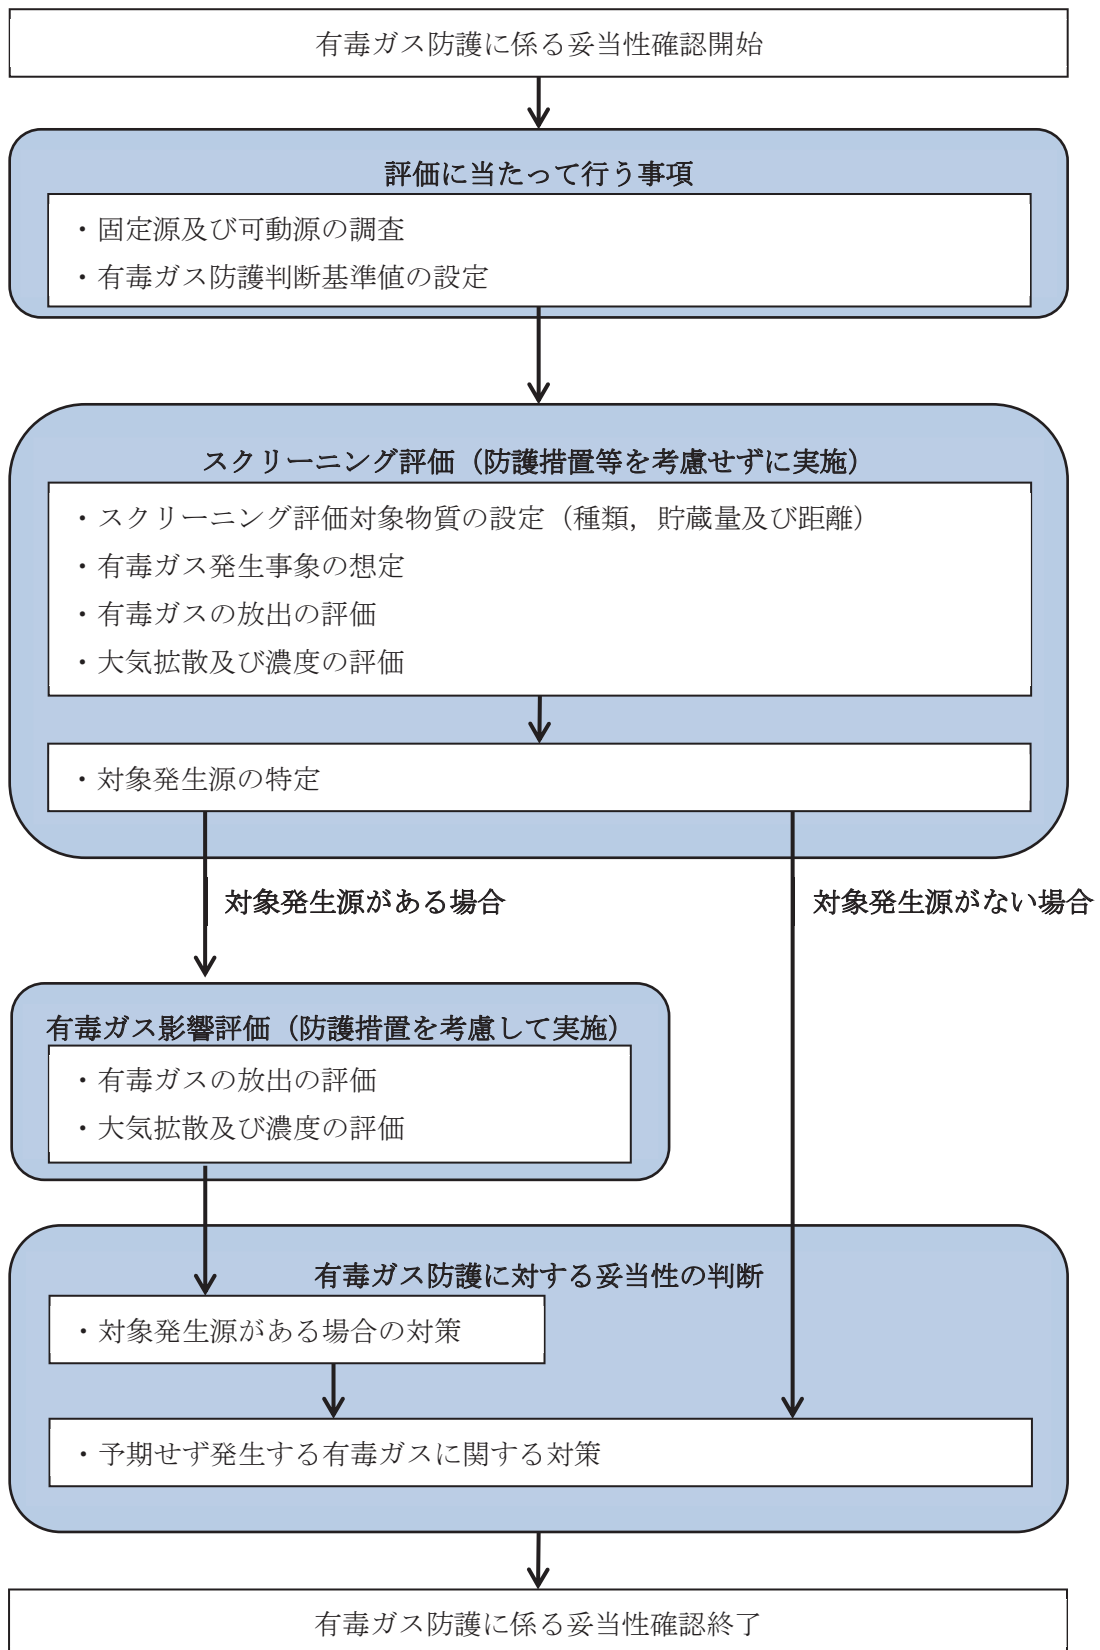 有毒ガス防護に係る妥当性確認開始
評価に当たって行う事項
・固定源及び可動源の調査
・有毒ガス防護判断基準値の設定
スクリーニング評価（防護措置等を考慮せずに実施）
・スクリーニング評価対象物質の設定（種類，貯蔵量及び距離）
・有毒ガス発生事象の想定
・有毒ガスの放出の評価
・大気拡散及び濃度の評価
・対象発生源の特定
対象発生源がある場合
対象発生源がない場合
有毒ガス影響評価（防護措置を考慮して実施）
・有毒ガスの放出の評価
・大気拡散及び濃度の評価
有毒ガス防護に対する妥当性の判断
・対象発生源がある場合の対策
・予期せず発生する有毒ガスに関する対策
有毒ガス防護に係る妥当性確認終了